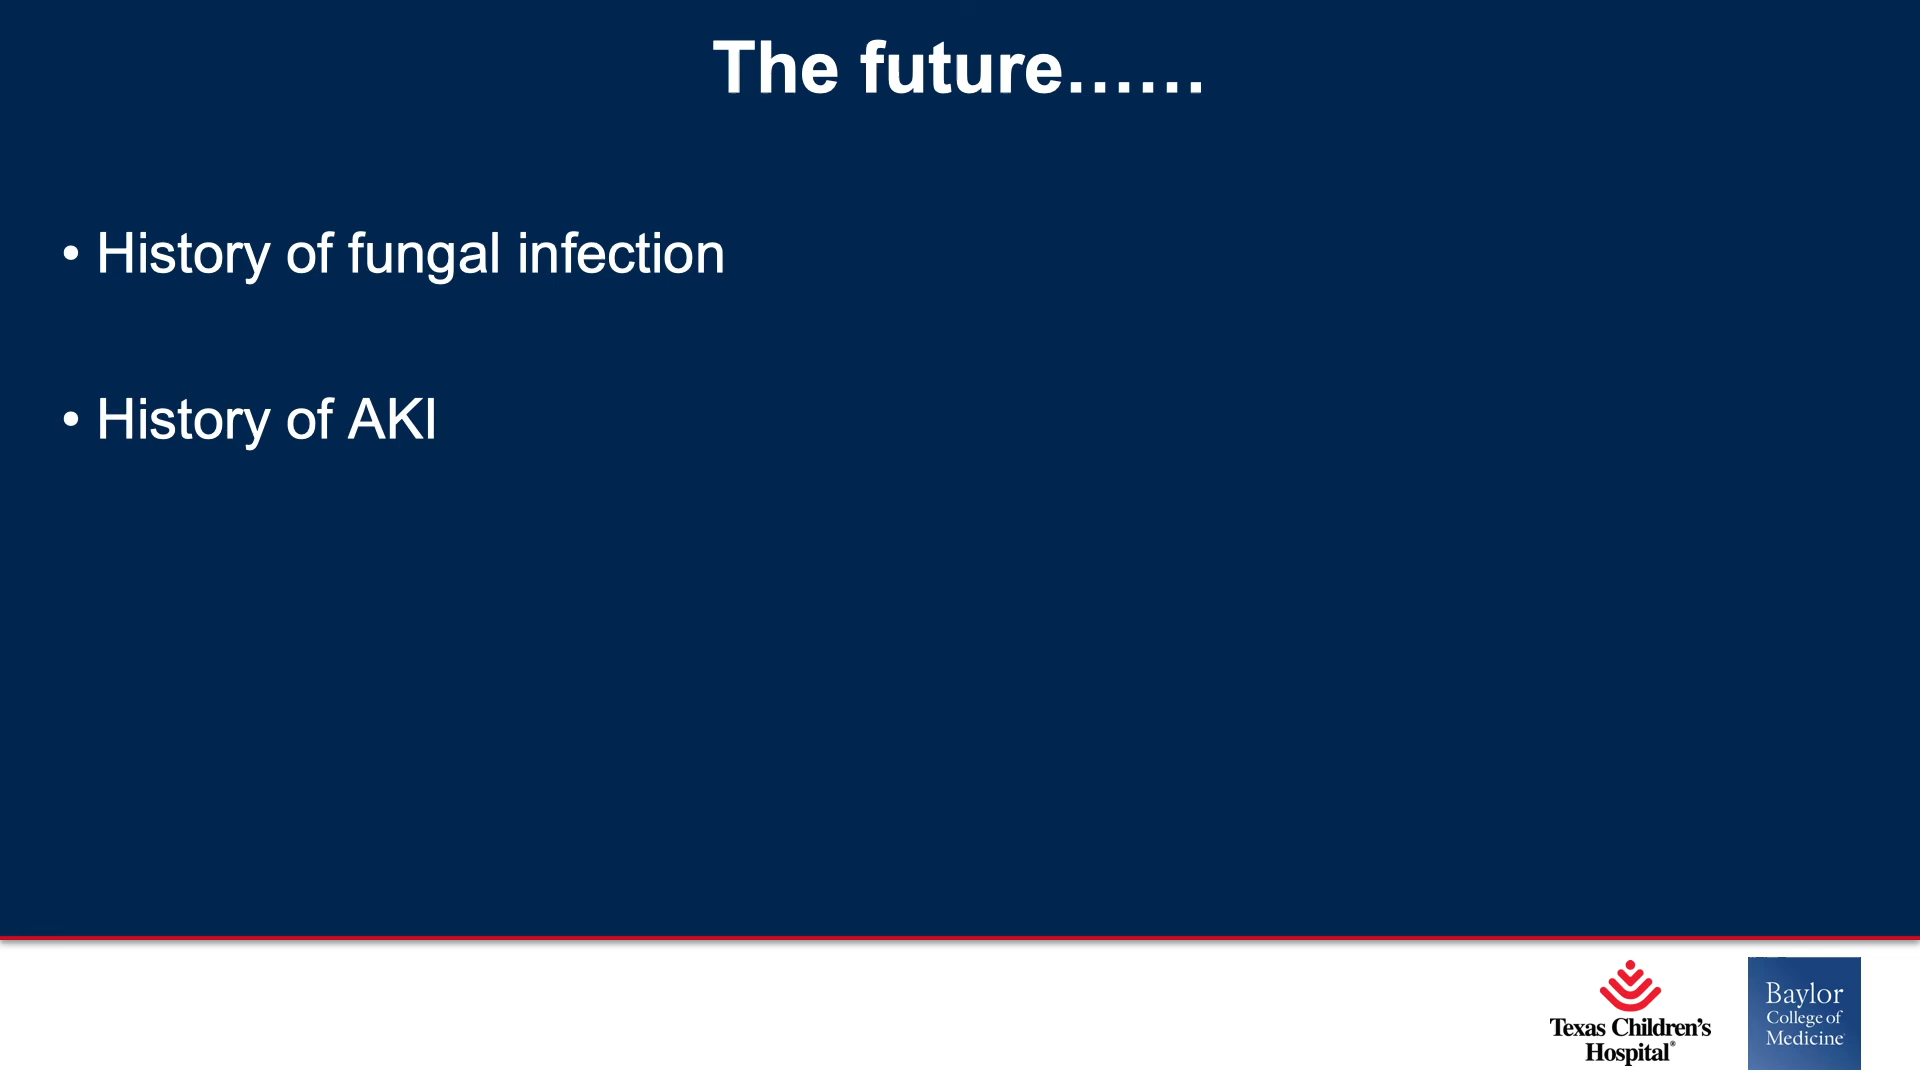 The future......
• History of fungal infection
• History of AKI
Texas Children's
Hospital®
Baylor
College of
Medicine